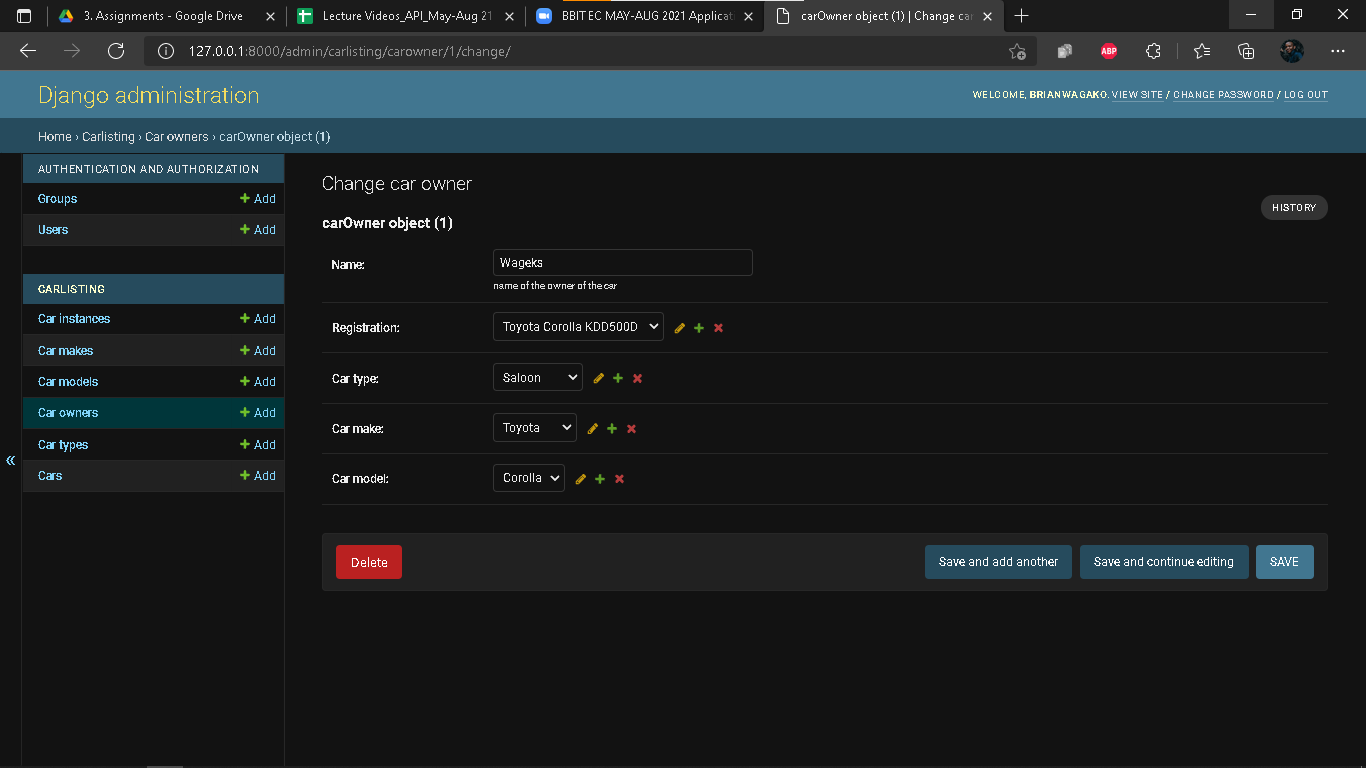 3. Assignments - Google Drive
Lecture Videos_API_May-Aug 21
BBIT EC MAY-AUG 2021 Applicat
carOwner object (1) | Change car
127.0.0.1:8000/admin/carlisting/carowner/1/change/
ABP
Django administration
WELCOME, BRIANWAGAKO. VIEW SITE / CHANGE PASSWORD / LOG OUT
Home › Carlisting › Car owners › carOwner object (1)
AUTHENTICATION AND AUTHORIZATION
Groups + Add
Users + Add
CARLISTING
Car instances + Add
Car makes + Add
Car models + Add
Car owners + Add
Car types + Add
Cars + Add
«
Change car owner
HISTORY
carOwner object (1)
Name: Wageks
name of the owner of the car
Registration: Toyota Corolla KDD500D
Car type: Saloon
Car make: Toyota
Car model: Corolla
Delete
Save and add another
Save and continue editing
SAVE